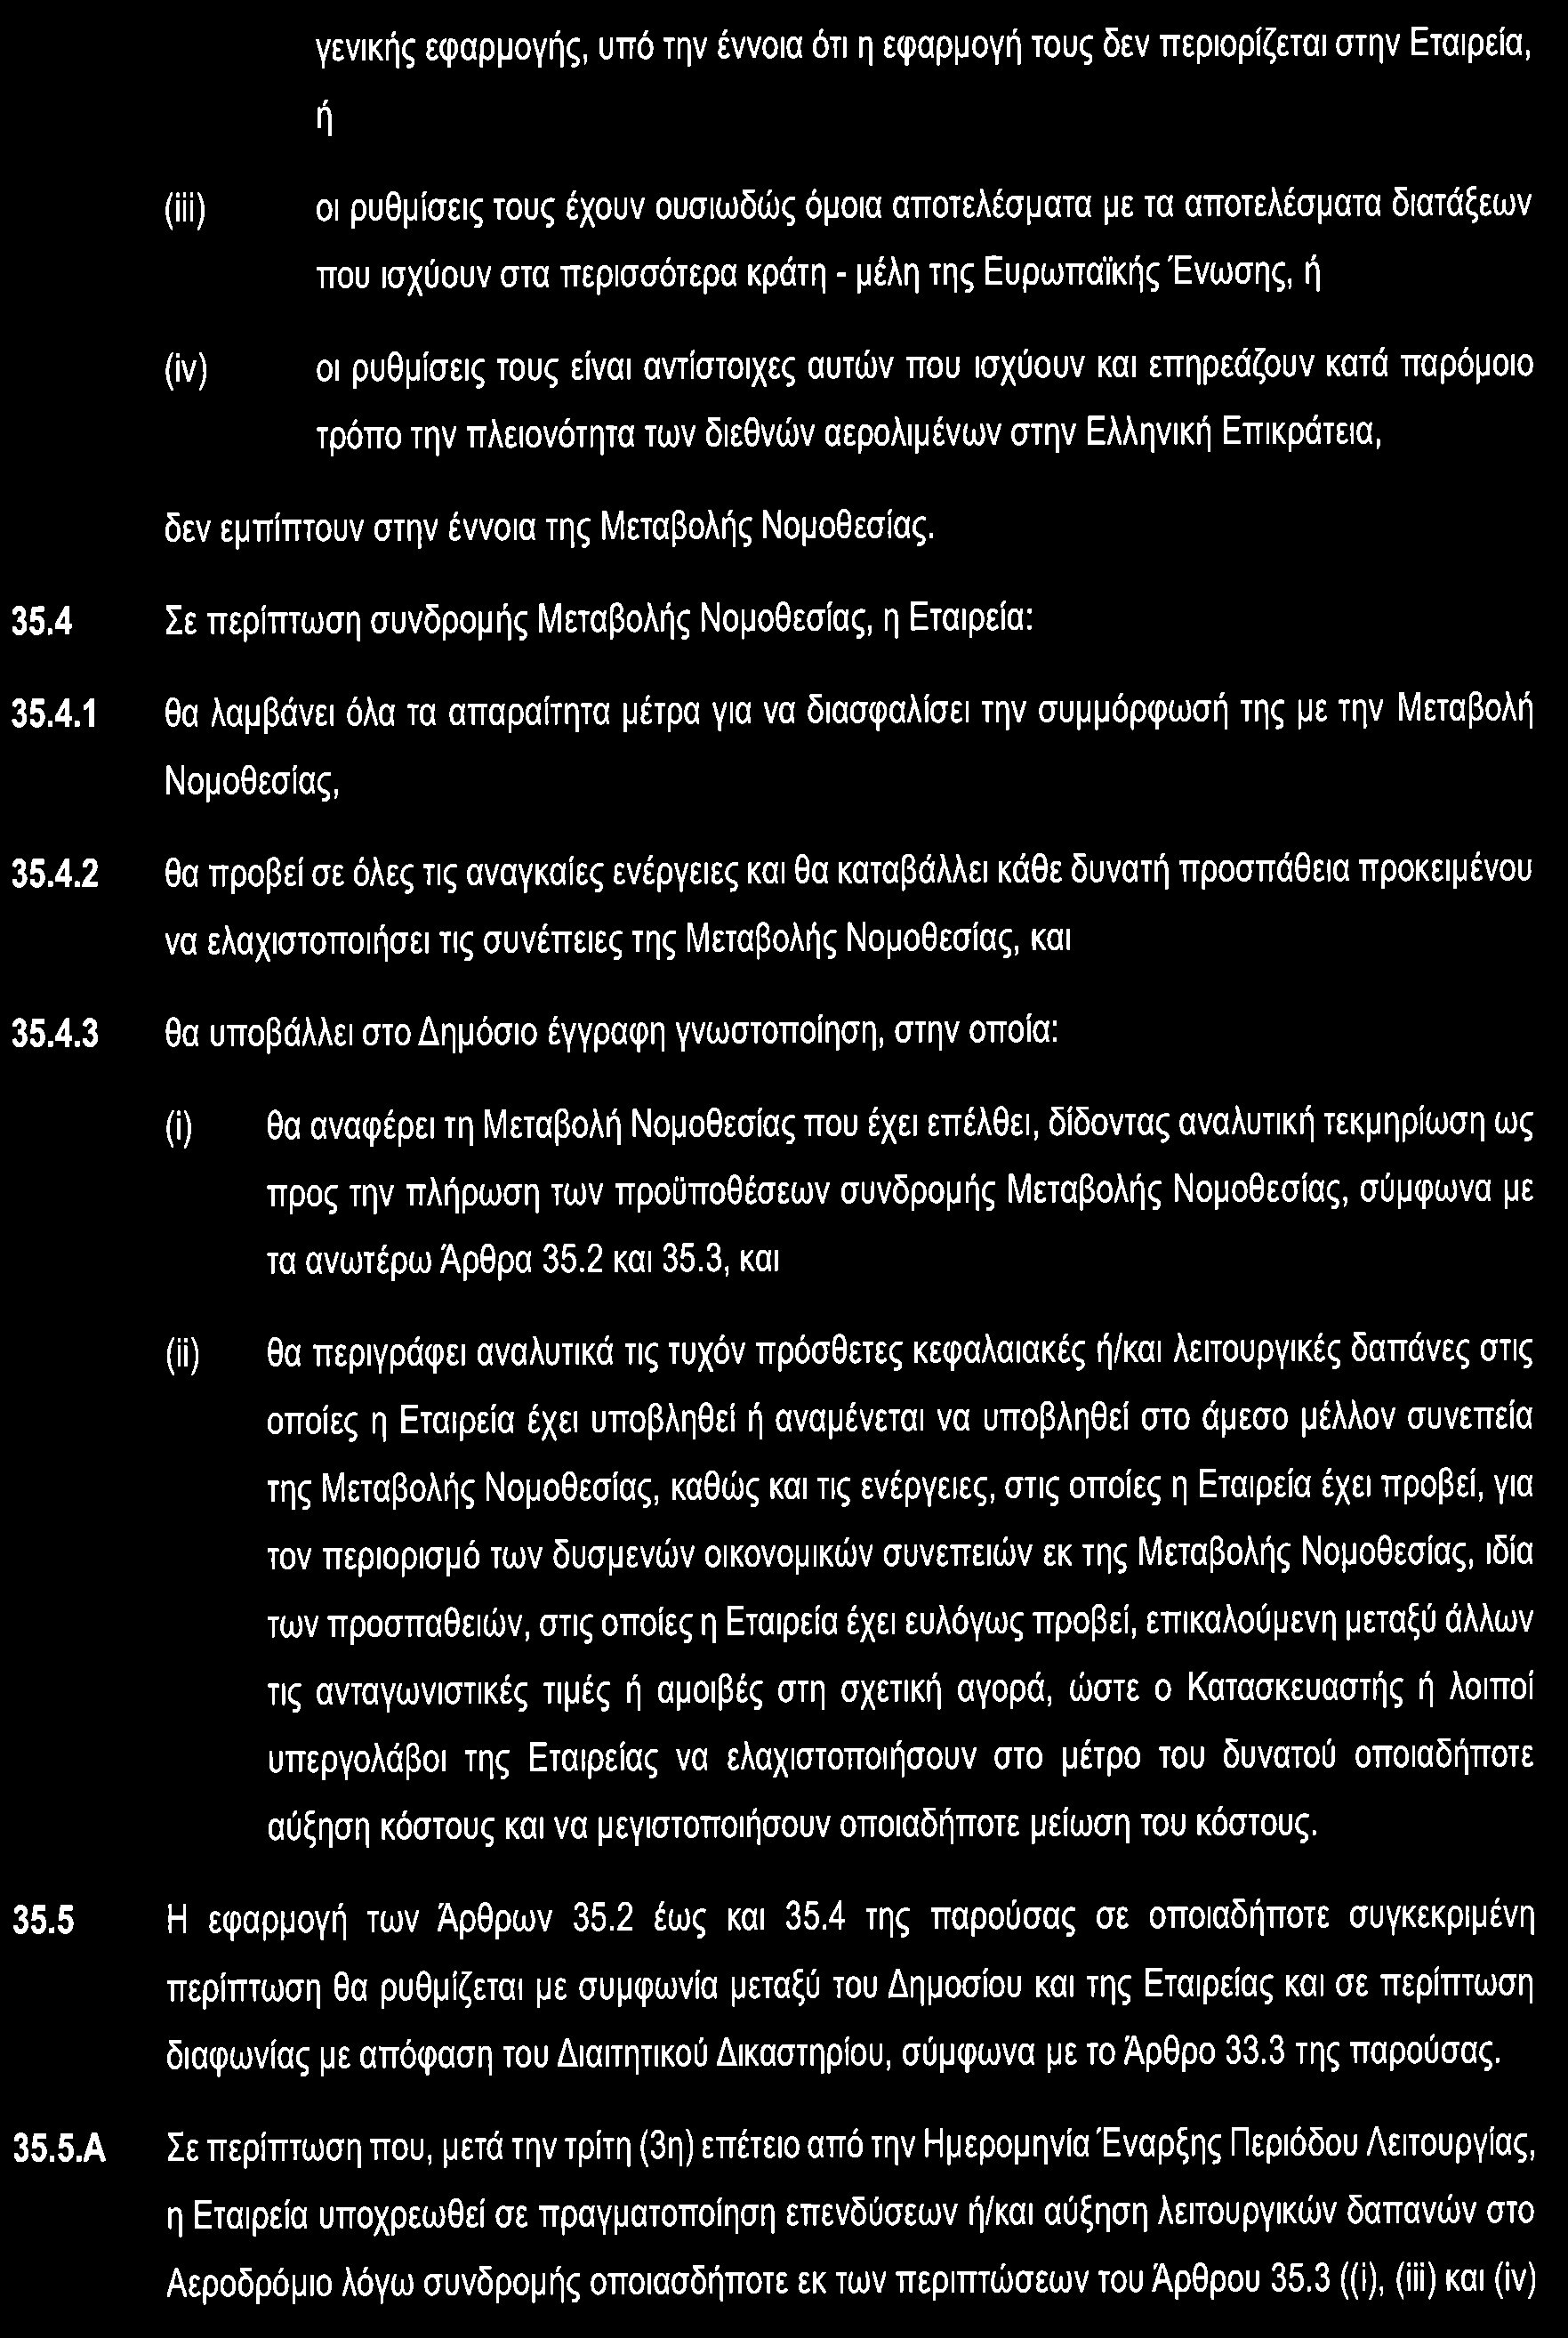 γενικής εφαρμογής, υπό την έννοια ότι η εφαρμογή τους δεν περιορίζεται στην Εταιρεία,
ή
(iii) οι ρυθμίσεις τους έχουν ουσιωδώς όμοια αποτελέσματα με τα αποτελέσματα διατάξεων
που ισχύουν στα περισσότερα κράτη - μέλη της Ευρωπαϊκής Ένωσης, ή
(iv) οι ρυθμίσεις τους είναι αντίστοιχες αυτών που ισχύουν και επηρεάζουν κατά παρόμοιο
τρόπο την πλειονότητα των διεθνών αερολιμένων στην Ελληνική Επικράτεια,
δεν εμπίπτουν στην έννοια της Μεταβολής Νομοθεσίας.
35.4 Σε περίπτωση συνδρομής Μεταβολής Νομοθεσίας, η Εταιρεία:
35.4.1 θα λαμβάνει όλα τα απαραίτητα μέτρα για να διασφαλίσει την συμμόρφωσή της με την Μεταβολή
Νομοθεσίας,
35.4.2 θα προβεί σε όλες τις αναγκαίες ενέργειες και θα καταβάλλει κάθε δυνατή προσπάθεια προκειμένου
να ελαχιστοποιήσει τις συνέπειες της Μεταβολής Νομοθεσίας, και
35.4.3 θα υποβάλλει στο Δημόσιο έγγραφη γνωστοποίηση, στην οποία:
(i) θα αναφέρει τη Μεταβολή Νομοθεσίας που έχει επέλθει, δίδοντας αναλυτική τεκμηρίωση ως
προς την πλήρωση των προϋποθέσεων συνδρομής Μεταβολής Νομοθεσίας, σύμφωνα με
τα ανωτέρω Άρθρα 35.2 και 35.3, και
(ii) θα περιγράφει αναλυτικά τις τυχόν πρόσθετες κεφαλαιακές ή/και λειτουργικές δαπάνες στις
οποίες η Εταιρεία έχει υποβληθεί ή αναμένεται να υποβληθεί στο άμεσο μέλλον συνεπεία
της Μεταβολής Νομοθεσίας, καθώς και τις ενέργειες, στις οποίες η Εταιρεία έχει προβεί, για
τον περιορισμό των δυσμενών οικονομικών συνεπειών εκ της Μεταβολής Νομοθεσίας, ιδία
των προσπαθειών, στις οποίες η Εταιρεία έχει ευλόγως προβεί, επικαλούμενη μεταξύ άλλων
τις ανταγωνιστικές τιμές ή αμοιβές στη σχετική αγορά, ώστε ο Κατασκευαστής ή λοιποί
υπεργολάβοι της Εταιρείας να ελαχιστοποιήσουν στο μέτρο του δυνατού οποιαδήποτε
αύξηση κόστους και να μεγιστοποιήσουν οποιαδήποτε μείωση του κόστους.
35.5 Η εφαρμογή των Άρθρων 35.2 έως και 35.4 της παρούσας σε οποιαδήποτε συγκεκριμένη
περίπτωση θα ρυθμίζεται με συμφωνία μεταξύ του Δημοσίου και της Εταιρείας και σε περίπτωση
διαφωνίας με απόφαση του Διαιτητικού Δικαστηρίου, σύμφωνα με το Άρθρο 33.3 της παρούσας.
35.5.Α Σε περίπτωση που, μετά την τρίτη (3η) επέτειο από την Ημερομηνία Έναρξης Περιόδου Λειτουργίας,
η Εταιρεία υποχρεωθεί σε πραγματοποίηση επενδύσεων ή/και αύξηση λειτουργικών δαπανών στο
Αεροδρόμιο λόγω συνδρομής οποιασδήποτε εκ των περιπτώσεων του Άρθρου 35.3 ((i), (iii) και (iv)